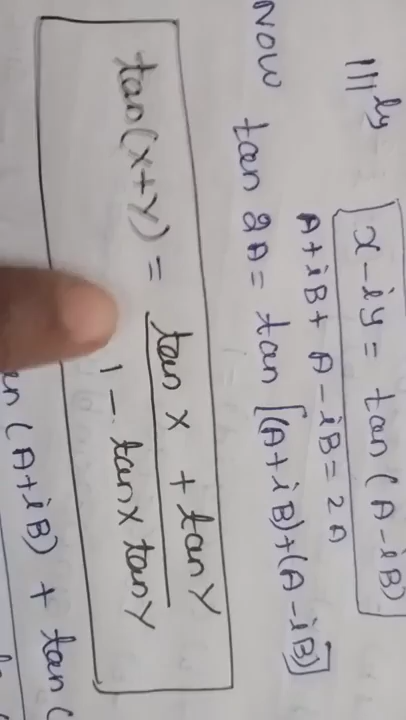 |||ly x - iy = tan(A - iB)
A+iB + A-iB = 2A
Now tan 2A = tan [(A+iB)+(A-iB)]
tan(x+y) = tan x + tan y / 1 - tan x tan y
(A+iB) + tan(